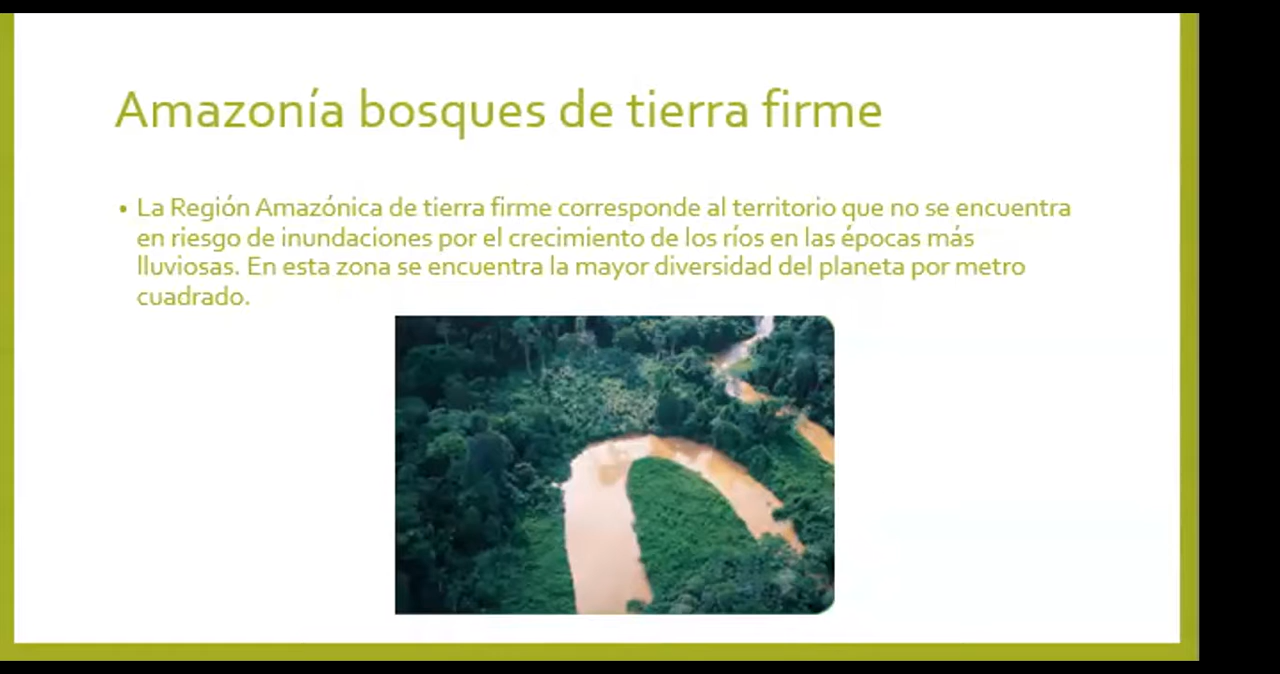 Amazonía bosques de tierra firme
• La Región Amazónica de tierra firme corresponde al territorio que no se encuentra
en riesgo de inundaciones por el crecimiento de los ríos en las épocas más
lluviosas. En esta zona se encuentra la mayor diversidad del planeta por metro
cuadrado.